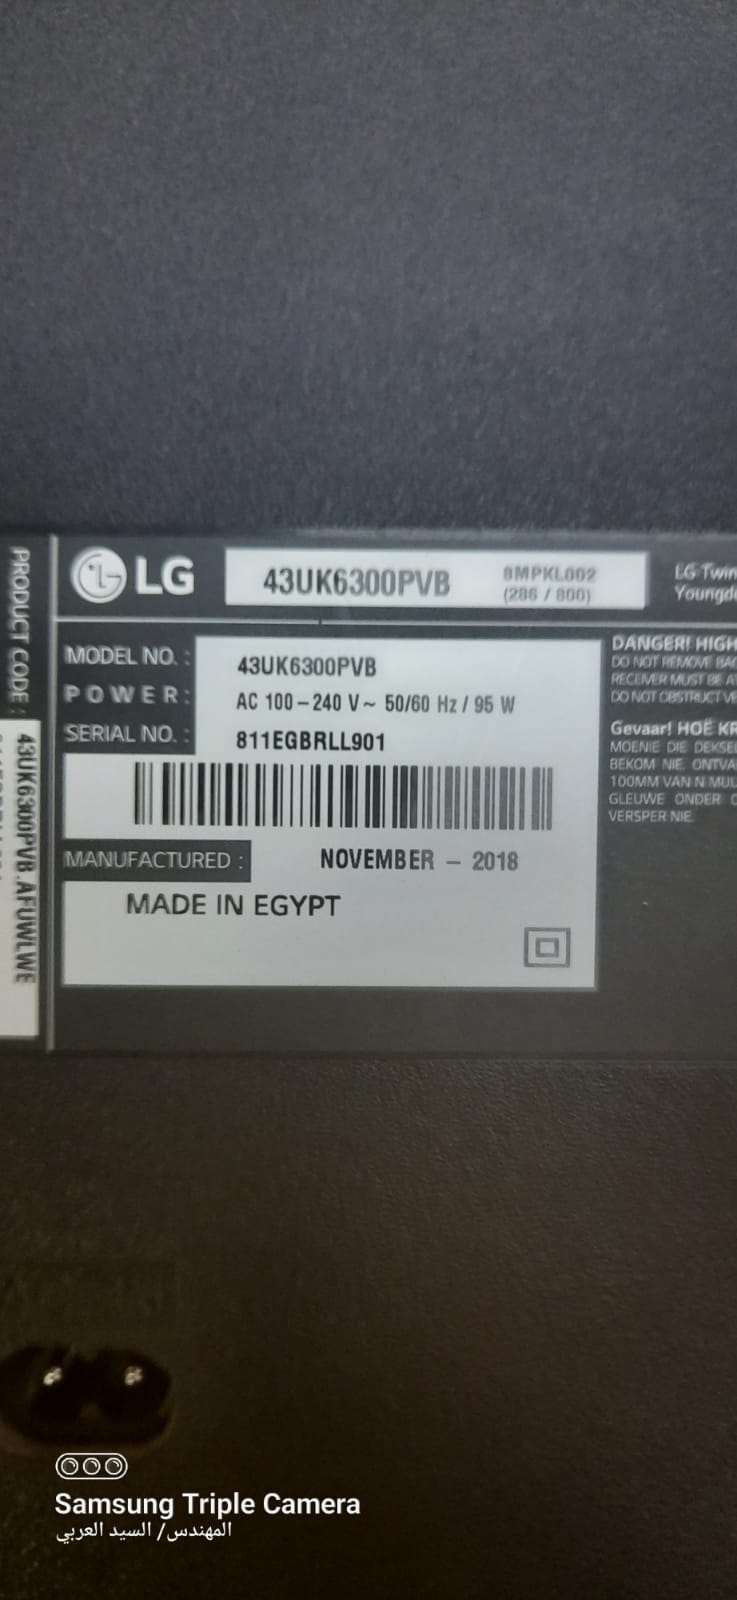 LG
43UK6300PVB
8MPKL002
(286 / 800)
LG Twin
Youngd
PRODUCT CODE :
43UK6300PVB.AFUWLWE
MODEL NO. :
43UK6300PVB
POWER:
AC 100-240 V~ 50/60 Hz / 95 W
SERIAL NO. :
811EGBRLL901
MANUFACTURED :
NOVEMBER - 2018
MADE IN EGYPT
DANGER! HIGH
DO NOT REMOVE BAC
RECEIVER MUST BE AT
DO NOT OBSTRUCT VE
Gevaar! HOË KR
MOENIE DIE DEKSE
BEKOM NIE. ONTVA
100MM VAN N MUL
GLEUWE ONDER
VERSPER NIE.
Samsung Triple Camera
المهندس/ السيد العربي